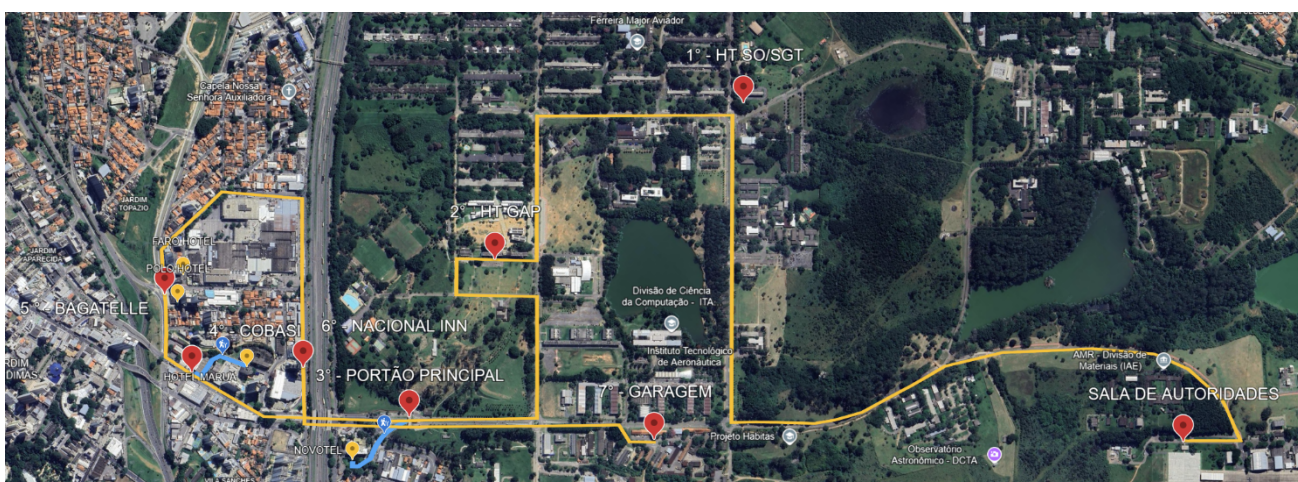 Ferreira Major Aviador
1° - HT SO/SGT
Capela Nossa
Senhora Auxiliadora
JARDIM
TOPÁZIO
2° - HT GAP
FARO HOTEL
JARDIM
APARECIDA
POLO HOTEL
5° - BAGATELLE
Divisão de Ciência
da Computação - ITA
6° - NACIONAL INN
4° - COBASI
Instituto Tecnológico
de Aeronáutica
HOTEL MARUA
3° - PORTÃO PRINCIPAL
AMR - Divisão de
Materiais (IAE)
7° - GARAGEM
SALA DE AUTORIDADES
Projeto Habitas
NOVOTEL
Observatório
Astronômico - DCTA